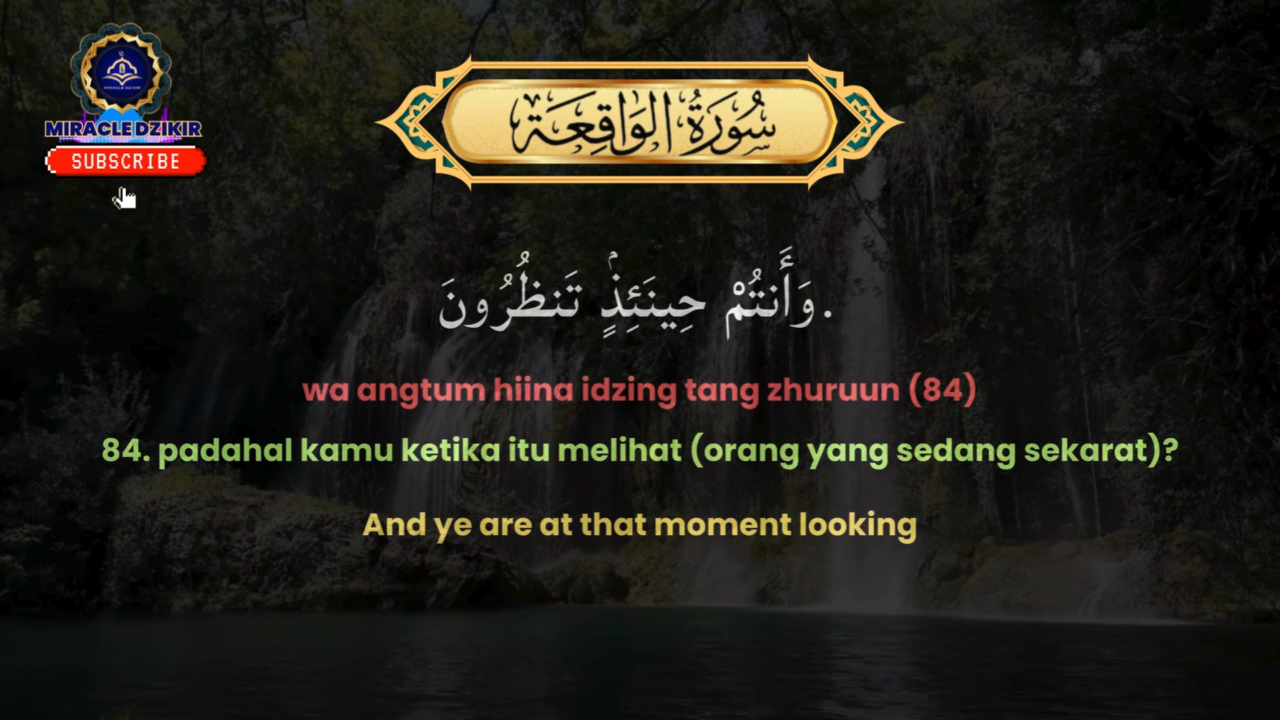 MIRACLE DZIKIR
SUBSCRIBE
سُورَةُ الوَاقِعَة
.وَأَنتُمْ حِينَئِذٍۢ تَنظُرُونَ
wa angtum hiina idzing tang zhuruun (84)
84. padahal kamu ketika itu melihat (orang yang sedang sekarat)?
And ye are at that moment looking